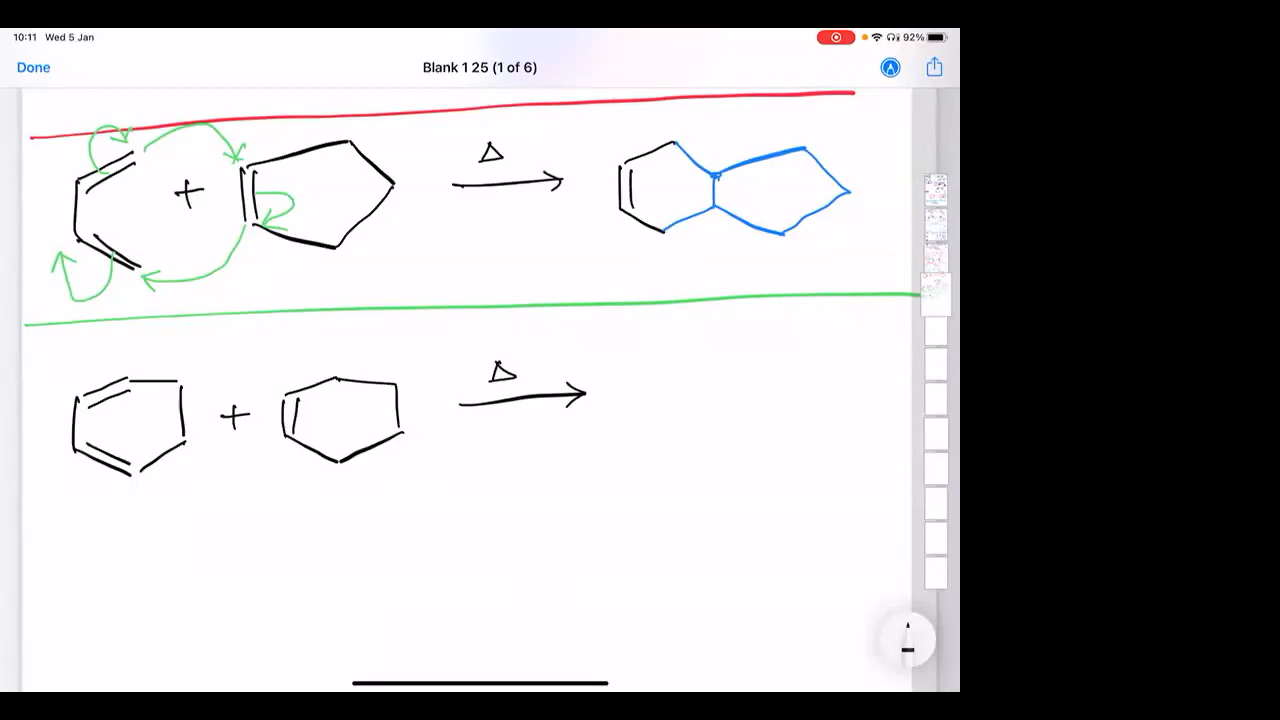 10:11 Wed 5 Jan 92%
Done Blank 1 25 (1 of 6)
+ Δ
+ Δ